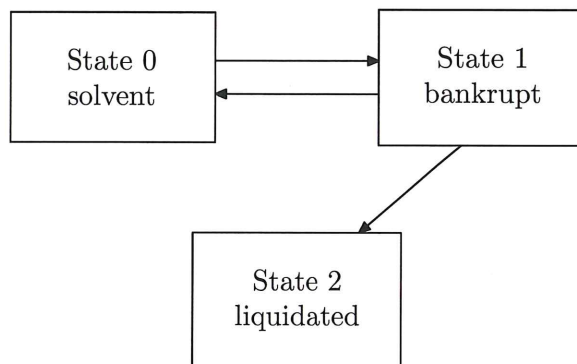 State 0
solvent
State 1
bankrupt
State 2
liquidated